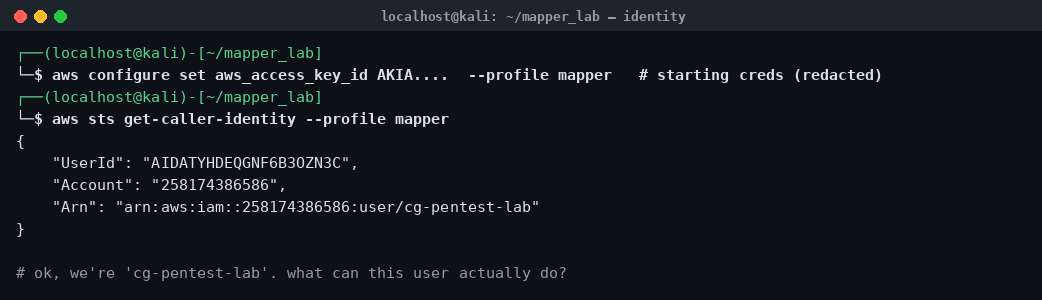 localhost@kali: ~/mapper_lab — identity
┌──(localhost@kali)-[~/mapper_lab]
└─$ aws configure set aws_access_key_id AKIA....  --profile mapper   # starting creds (redacted)
┌──(localhost@kali)-[~/mapper_lab]
└─$ aws sts get-caller-identity --profile mapper
{
    "UserId": "AIDATYHDEQGNF6B3OZN3C",
    "Account": "258174386586",
    "Arn": "arn:aws:iam::258174386586:user/cg-pentest-lab"
}
# ok, we're 'cg-pentest-lab'. what can this user actually do?